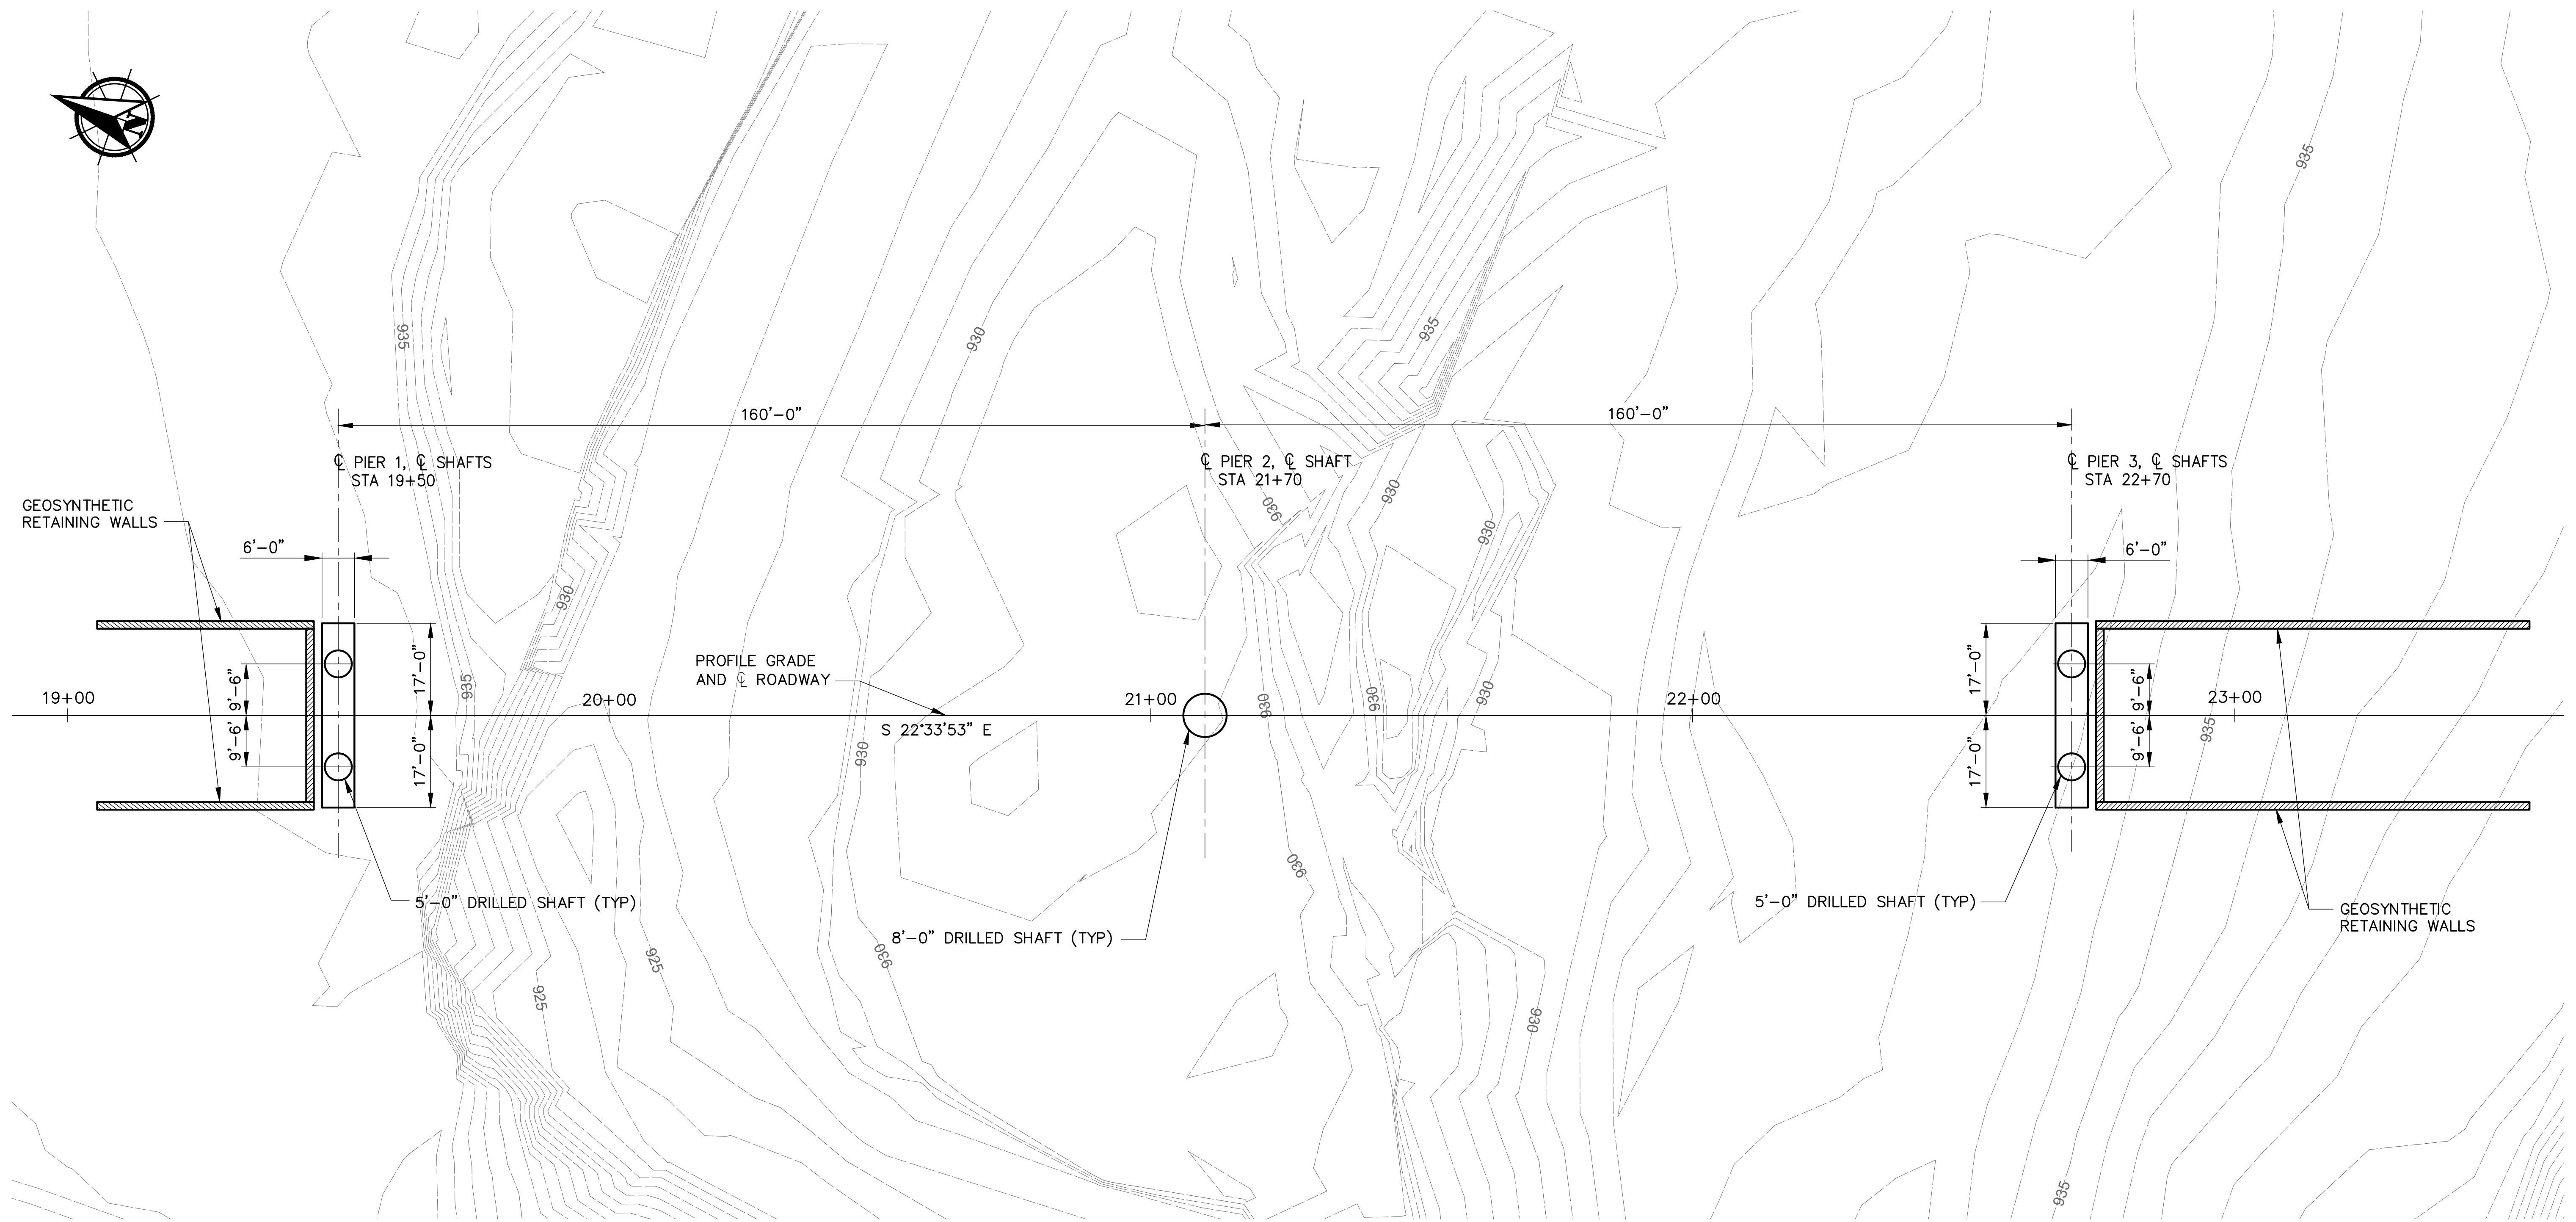 N
935
930
935
935
160'-0"
160'-0"
℄ PIER 1, ℄ SHAFTS
STA 19+50
℄ PIER 2, ℄ SHAFT
STA 21+70
℄ PIER 3, ℄ SHAFTS
STA 22+70
GEOSYNTHETIC
RETAINING WALLS
6'-0"
6'-0"
930
930
930
930
17'-0"
17'-0"
9'-6"
9'-6'
17'-0"
17'-0"
9'-6"
9'-6'
935
PROFILE GRADE
AND ℄ ROADWAY
19+00
20+00
21+00
22+00
23+00
S 22°33'53" E
930
930
930
930
935
930
930
5'-0" DRILLED SHAFT (TYP)
8'-0" DRILLED SHAFT (TYP)
5'-0" DRILLED SHAFT (TYP)
GEOSYNTHETIC
RETAINING WALLS
925
925
930
935